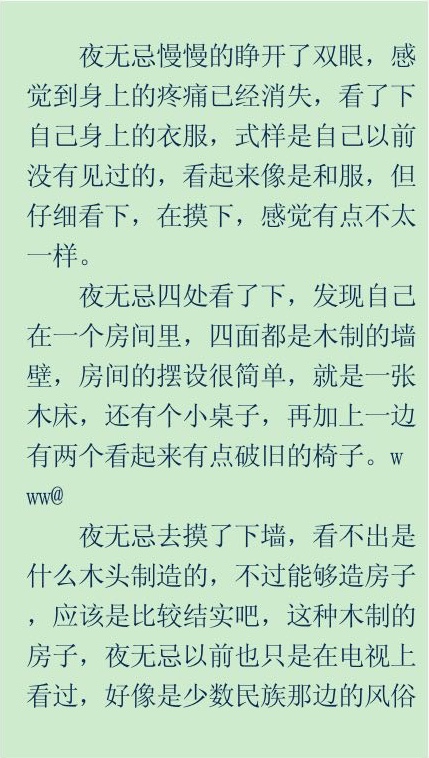 夜无忌慢慢的睁开了双眼，感
觉到身上的疼痛已经消失，看了下
自己身上的衣服，式样是自己以前
没有见过的，看起来像是和服，但
仔细看下，在摸下，感觉有点不太
一样。
夜无忌四处看了下，发现自己
在一个房间里，四面都是木制的墙
壁，房间的摆设很简单，就是一张
木床，还有个小桌子，再加上一边
有两个看起来有点破旧的椅子。w
ww@
夜无忌去摸了下墙，看不出是
什么木头制造的，不过能够造房子
，应该是比较结实吧，这种木制的
房子，夜无忌以前也只是在电视上
看过，好像是少数民族那边的风俗